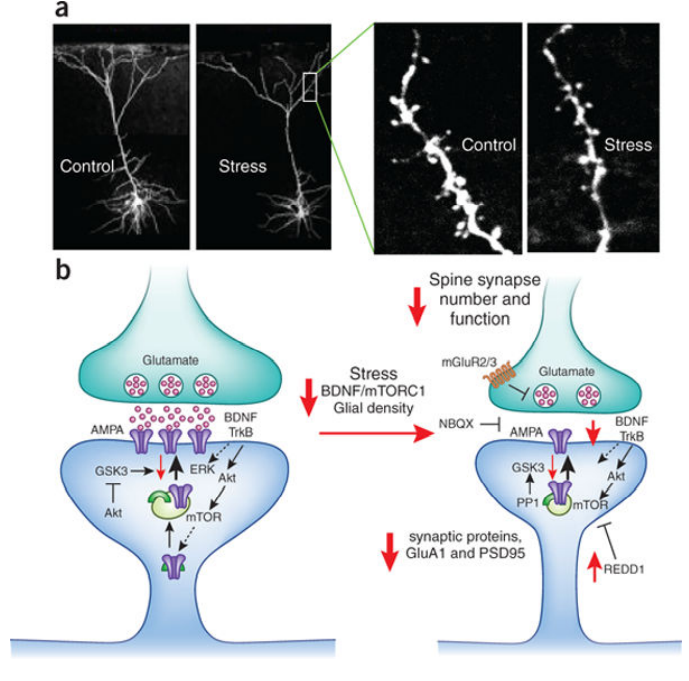 a
Control
Stress
Control
Stress
b
Spine synapse
number and
function
Glutamate
Stress
BDNF/mTORC1
Glial density
mGluR2/3
Glutamate
AMPA
BDNF
TrkB
NBQX
AMPA
BDNF
TrkB
GSK3
ERK
Akt
Akt
mTOR
GSK3
Akt
PP1
mTOR
synaptic proteins,
GluA1 and PSD95
REDD1